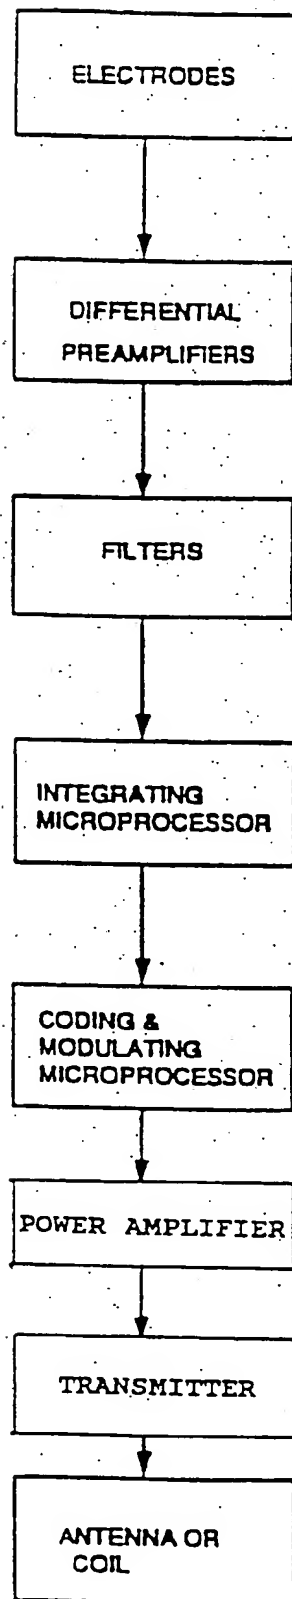 ELECTRODES
DIFFERENTIAL
PREAMPLIFIERS
FILTERS
INTEGRATING
MICROPROCESSOR
CODING &
MODULATING
MICROPROCESSOR
POWER AMPLIFIER
TRANSMITTER
ANTENNA OR
COIL